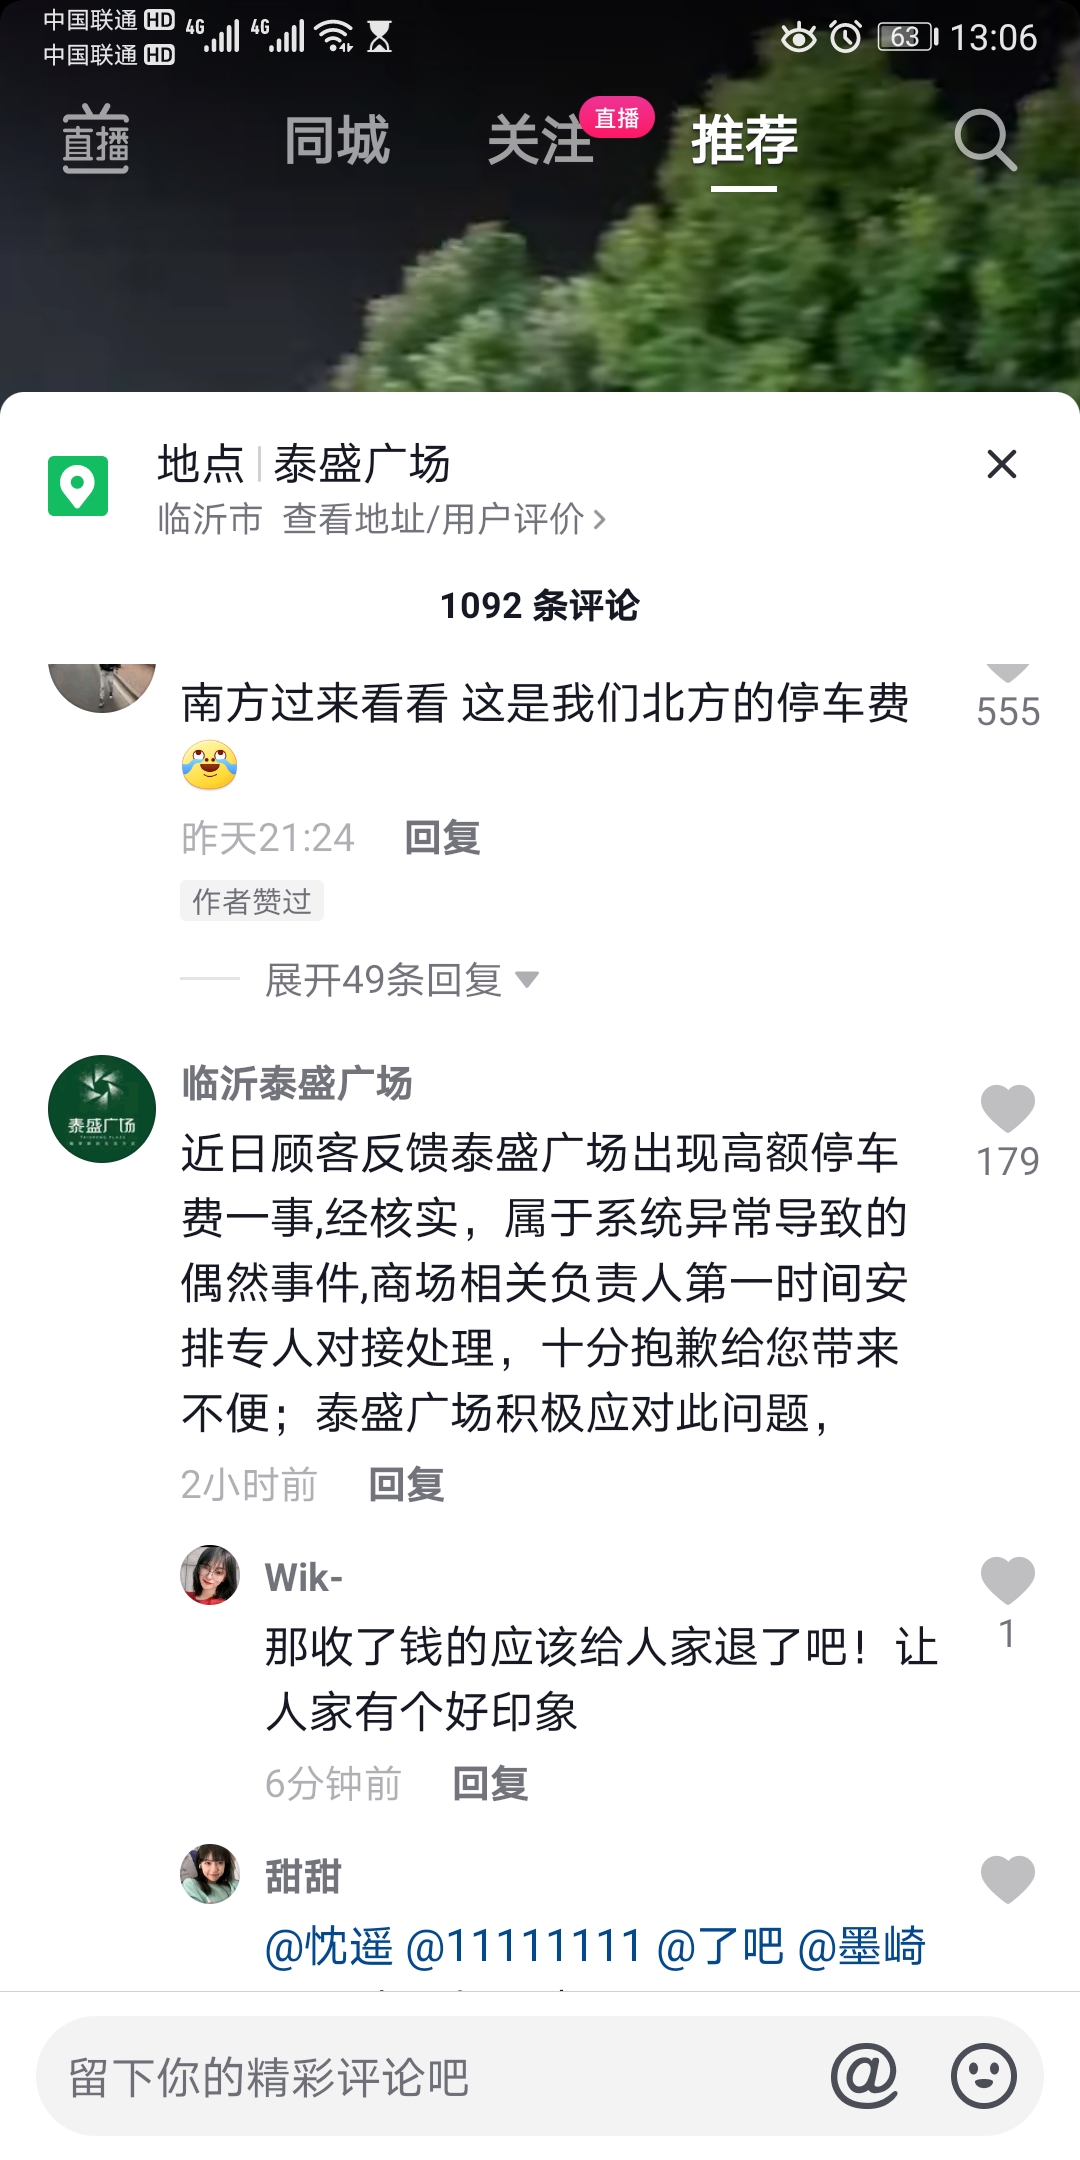 中国联通 HD 4G 4G 63 13:06
中国联通 HD
直播 同城 关注 直播 推荐
地点 泰盛广场
临沂市 查看地址/用户评价
1092 条评论
南方过来看看 这是我们北方的停车费
555
昨天21:24 回复
作者赞过
展开49条回复
泰盛广场
临沂泰盛广场
近日顾客反馈泰盛广场出现高额停车
费一事,经核实，属于系统异常导致的
偶然事件,商场相关负责人第一时间安
排专人对接处理，十分抱歉给您带来
不便；泰盛广场积极应对此问题，
179
2小时前 回复
Wik-
那收了钱的应该给人家退了吧！让
人家有个好印象
1
6分钟前 回复
甜甜
@忱遥 @11111111 @了吧 @墨崎
留下你的精彩评论吧 @